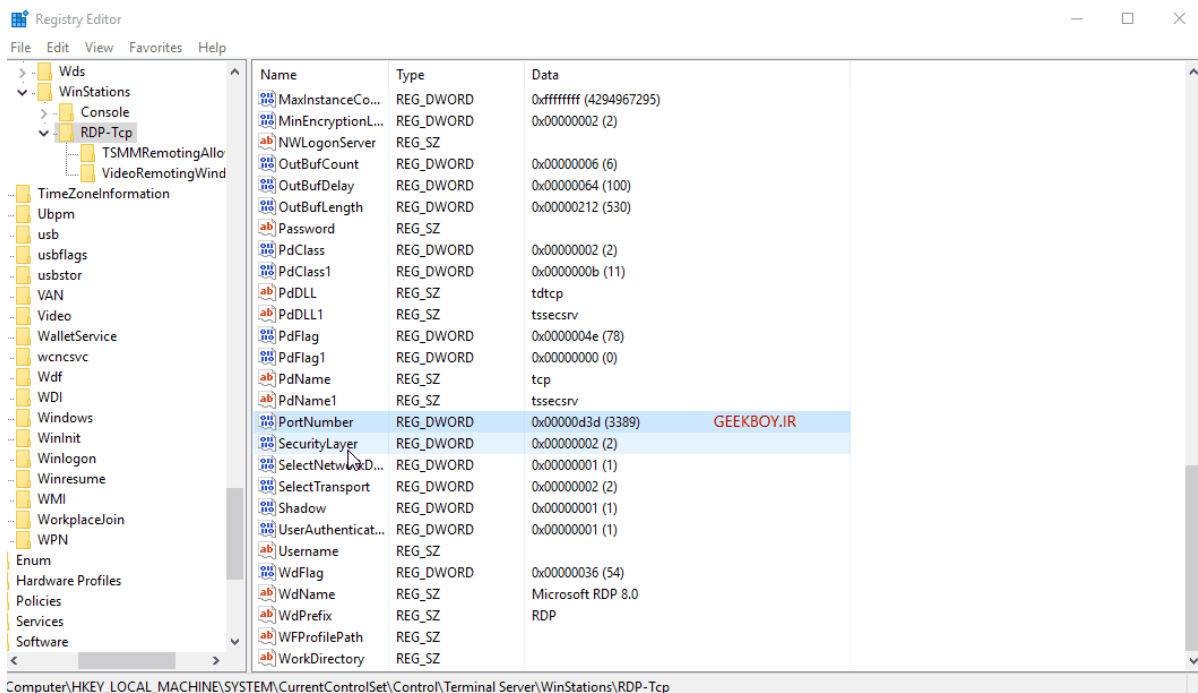 Registry Editor
File Edit View Favorites Help
Wds
WinStations
Console
RDP-Tcp
TSMMRemotingAllo
VideoRemotingWind
TimeZoneInformation
Ubpm
usb
usbflags
usbstor
VAN
Video
WalletService
wcncsvc
Wdf
WDI
Windows
WinInit
Winlogon
Winresume
WMI
WorkplaceJoin
WPN
Enum
Hardware Profiles
Policies
Services
Software
Name Type Data
MaxInstanceCo... REG_DWORD 0xffffffff (4294967295)
MinEncryptionL... REG_DWORD 0x00000002 (2)
NWLogonServer REG_SZ
OutBufCount REG_DWORD 0x00000006 (6)
OutBufDelay REG_DWORD 0x00000064 (100)
OutBufLength REG_DWORD 0x00000212 (530)
Password REG_SZ
PdClass REG_DWORD 0x00000002 (2)
PdClass1 REG_DWORD 0x0000000b (11)
PdDLL REG_SZ tdtcp
PdDLL1 REG_SZ tssecsrv
PdFlag REG_DWORD 0x0000004e (78)
PdFlag1 REG_DWORD 0x00000000 (0)
PdName REG_SZ tcp
PdName1 REG_SZ tssecsrv
PortNumber REG_DWORD 0x00000d3d (3389) GEEKBOY.IR
SecurityLayer REG_DWORD 0x00000002 (2)
SelectNetworkD... REG_DWORD 0x00000001 (1)
SelectTransport REG_DWORD 0x00000002 (2)
Shadow REG_DWORD 0x00000001 (1)
UserAuthenticat... REG_DWORD 0x00000001 (1)
Username REG_SZ
WdFlag REG_DWORD 0x00000036 (54)
WdName REG_SZ Microsoft RDP 8.0
WdPrefix REG_SZ RDP
WFProfilePath REG_SZ
WorkDirectory REG_SZ
Computer\HKEY_LOCAL_MACHINE\SYSTEM\CurrentControlSet\Control\Terminal Server\WinStations\RDP-Tcp